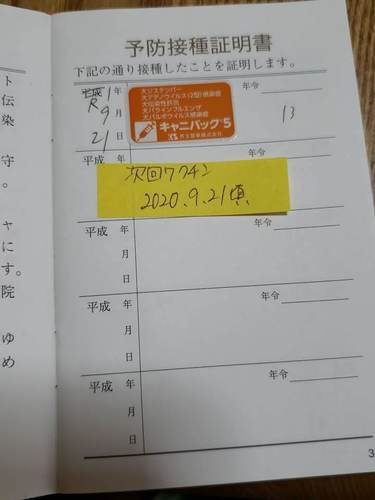 ト
伝
染
守
。
ャ
に
す。
院
ゆ
め
予防接種証明書
下記の通り接種したことを証明します。
平成 R 1 年
9 月
21 日
犬ジステンパー
犬アデノウイルス(2型)感染症
犬伝染性肝炎
犬パラインフルエンザ
犬パルボウイルス感染症
キャニバック5
共立製薬株式会社
年令 13
平成
次回ワクチン
2020.9.21頃
平成 年
月
日
年令
平成 年
月
日
年令
平成 年
月
日
年令
3